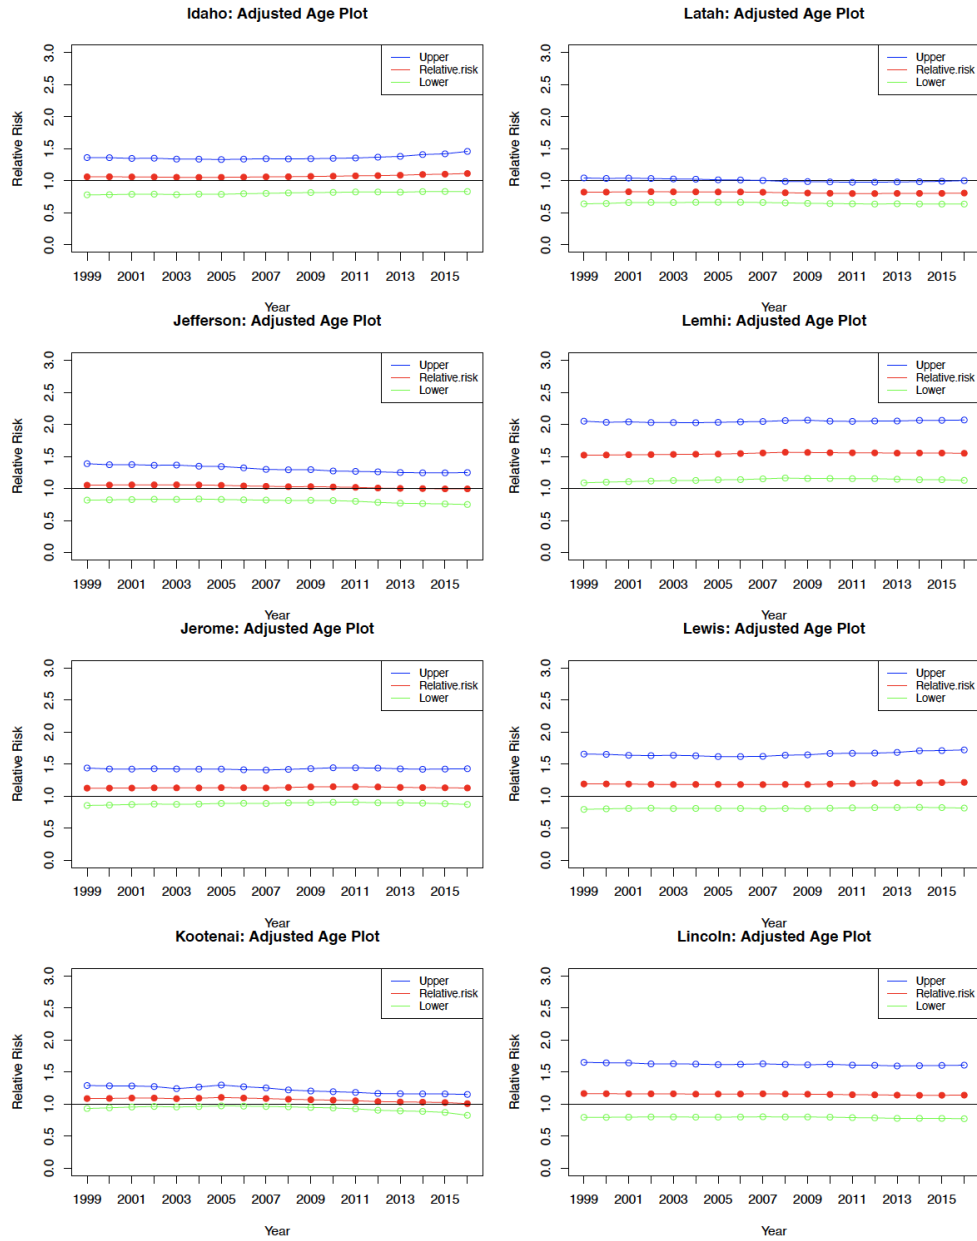 Idaho: Adjusted Age Plot
Relative Risk
3.0
2.5
2.0
1.5
1.0
0.5
0.0
Upper
Relative.risk
Lower
1999 2001 2003 2005 2007 2009 2011 2013 2015
Year
Latah: Adjusted Age Plot
Relative Risk
3.0
2.5
2.0
1.5
1.0
0.5
0.0
Upper
Relative.risk
Lower
1999 2001 2003 2005 2007 2009 2011 2013 2015
Year
Jefferson: Adjusted Age Plot
Relative Risk
3.0
2.5
2.0
1.5
1.0
0.5
0.0
Upper
Relative.risk
Lower
1999 2001 2003 2005 2007 2009 2011 2013 2015
Year
Lemhi: Adjusted Age Plot
Relative Risk
3.0
2.5
2.0
1.5
1.0
0.5
0.0
Upper
Relative.risk
Lower
1999 2001 2003 2005 2007 2009 2011 2013 2015
Year
Jerome: Adjusted Age Plot
Relative Risk
3.0
2.5
2.0
1.5
1.0
0.5
0.0
Upper
Relative.risk
Lower
1999 2001 2003 2005 2007 2009 2011 2013 2015
Year
Lewis: Adjusted Age Plot
Relative Risk
3.0
2.5
2.0
1.5
1.0
0.5
0.0
Upper
Relative.risk
Lower
1999 2001 2003 2005 2007 2009 2011 2013 2015
Year
Kootenai: Adjusted Age Plot
Relative Risk
3.0
2.5
2.0
1.5
1.0
0.5
0.0
Upper
Relative.risk
Lower
1999 2001 2003 2005 2007 2009 2011 2013 2015
Year
Lincoln: Adjusted Age Plot
Relative Risk
3.0
2.5
2.0
1.5
1.0
0.5
0.0
Upper
Relative.risk
Lower
1999 2001 2003 2005 2007 2009 2011 2013 2015
Year